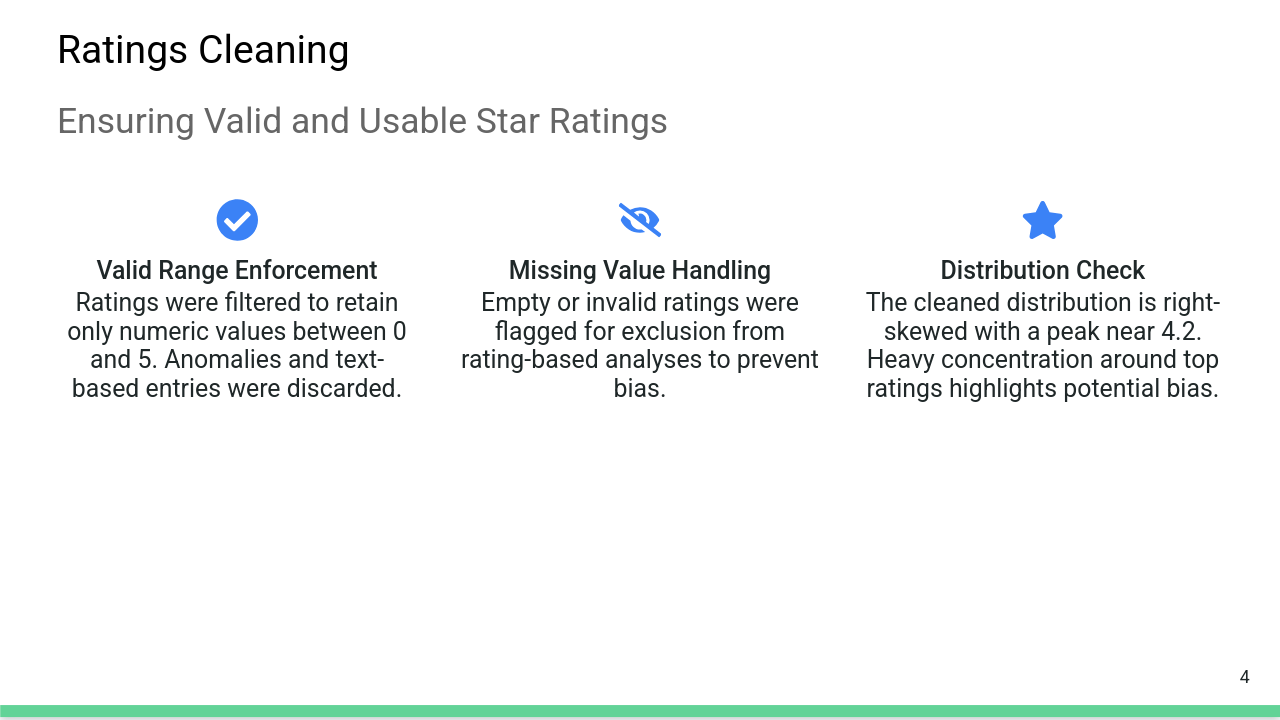 Ratings Cleaning
Ensuring Valid and Usable Star Ratings
Valid Range Enforcement
Ratings were filtered to retain
only numeric values between 0
and 5. Anomalies and text-
based entries were discarded.
Missing Value Handling
Empty or invalid ratings were
flagged for exclusion from
rating-based analyses to prevent
bias.
Distribution Check
The cleaned distribution is right-
skewed with a peak near 4.2.
Heavy concentration around top
ratings highlights potential bias.
4